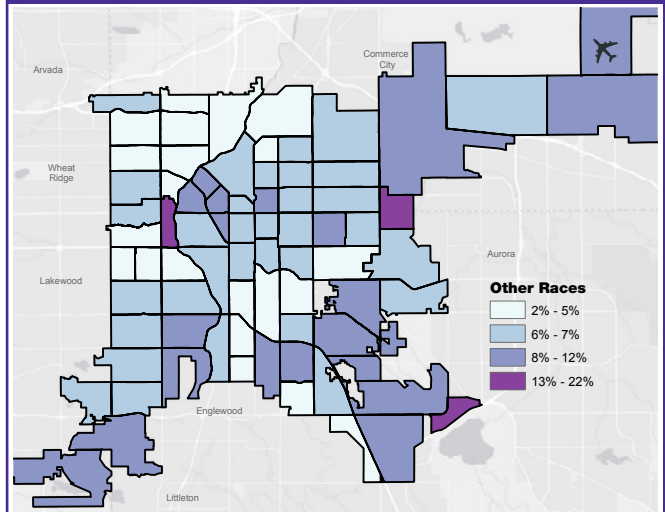 Commerce
City
Arvada
Wheat
Ridge
Aurora
Lakewood
Other Races
2% - 5%
6% - 7%
8% - 12%
13% - 22%
Englewood
Littleton